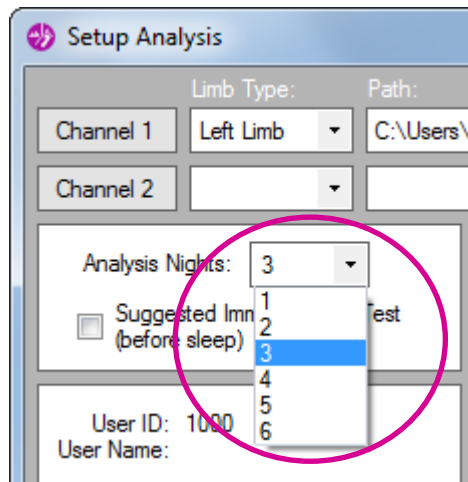 Setup Analysis
Limb Type: Path:
Channel 1 Left Limb C:\Users\
Channel 2
Analysis Nights: 3
1
Suggested Imm Test
2
(before sleep)
3
4
5
User ID: 1000
6
User Name: